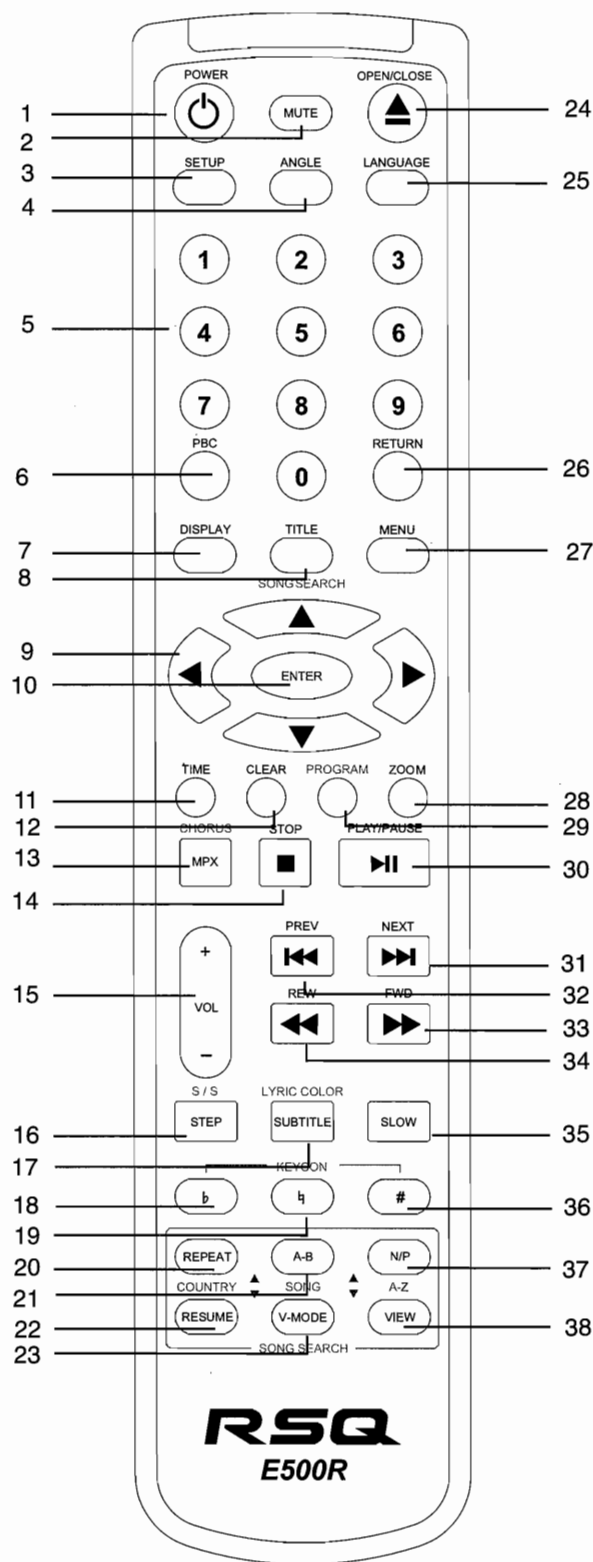 POWER OPEN/CLOSE
1 MUTE 24
2
SETUP ANGLE LANGUAGE
3 25
4
1 2 3
5 4 5 6
7 8 9
PBC RETURN
6 0 26
DISPLAY TITLE MENU
7 27
8
SONG SEARCH
9
10 ENTER
TIME CLEAR PROGRAM ZOOM
11 28
12 29
CHORUS STOP PLAY/PAUSE
13 MPX 30
14
PREV NEXT
+ 31
15 VOL 32
REW FWD
33
− 34
S / S LYRIC COLOR
16 STEP SUBTITLE SLOW 35
17 KEYCON
18 ♭ ♮ # 36
19
REPEAT A-B N/P
20 37
21 COUNTRY SONG A-Z
22 RESUME V-MODE VIEW 38
23 SONG SEARCH
RSQ
E500R